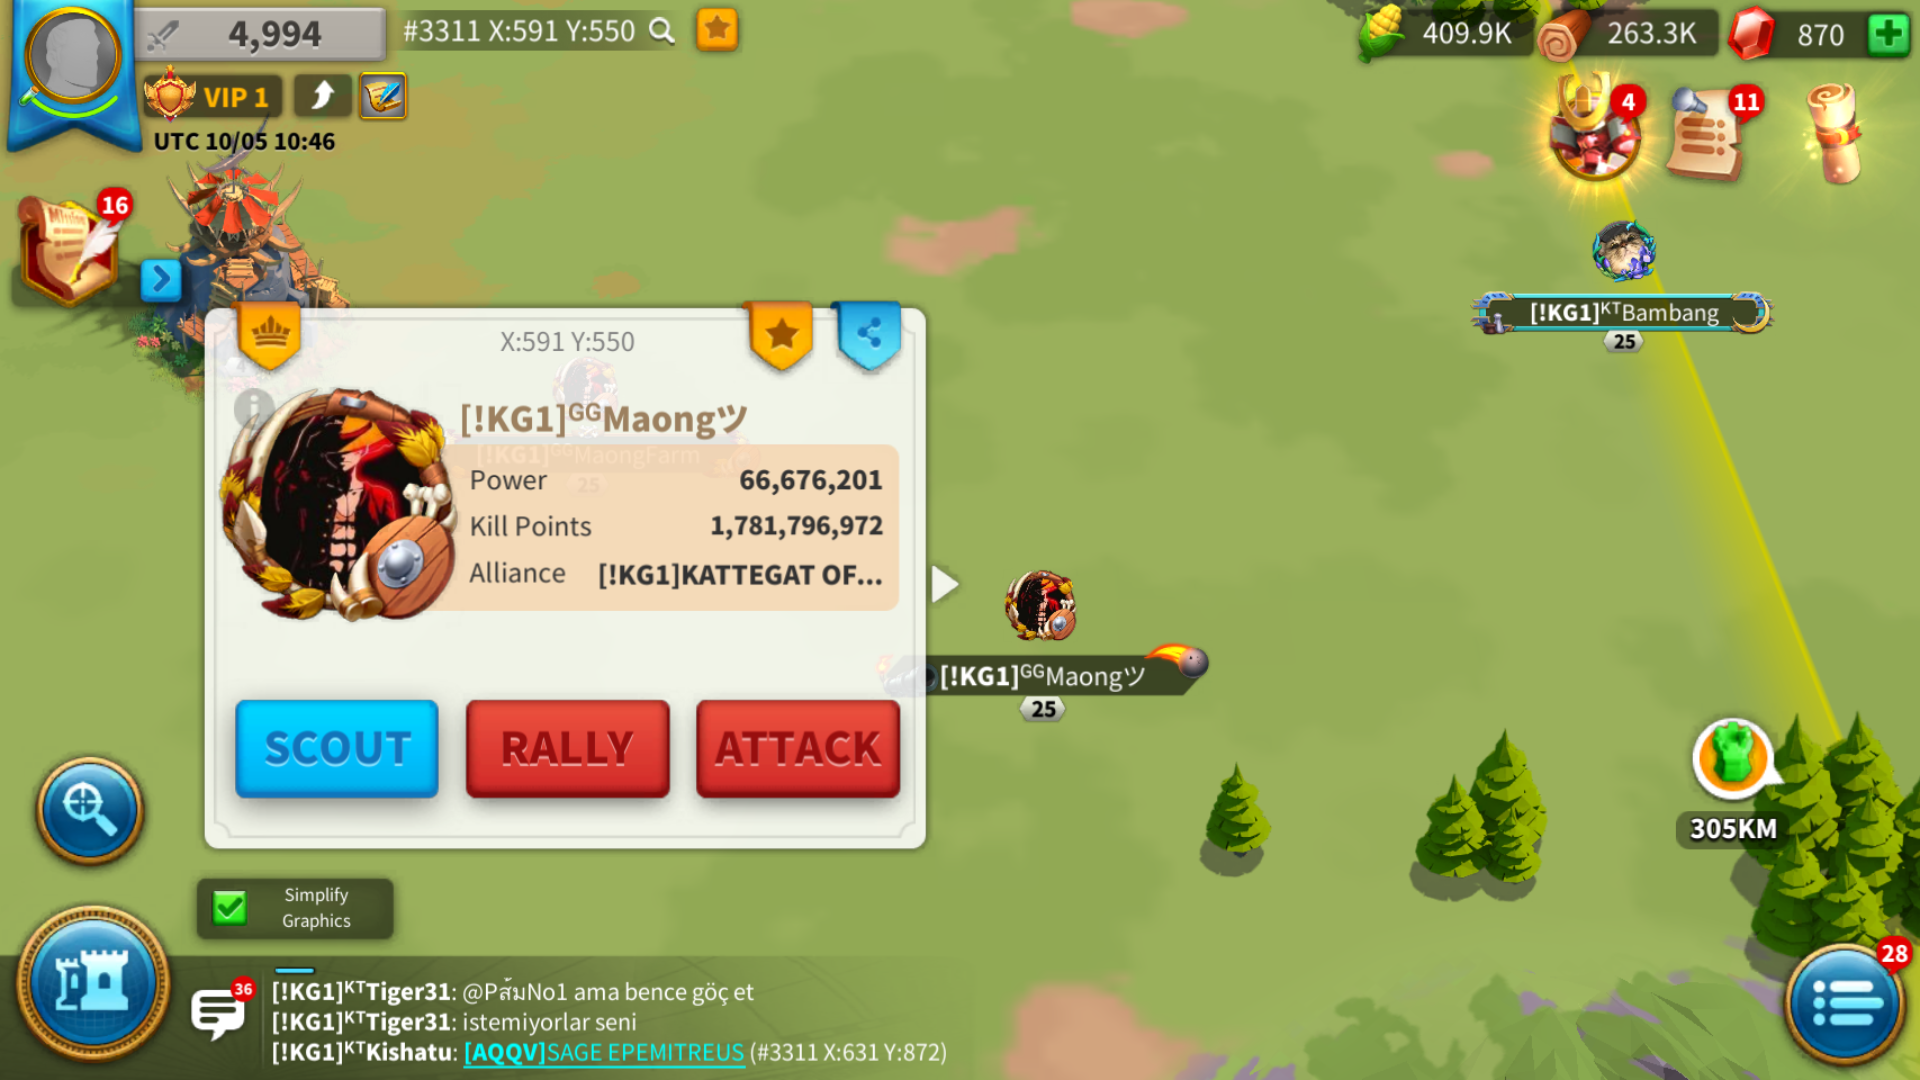 4,994
#3311 X:591 Y:550
409.9K
263.3K
870
VIP 1
UTC 10/05 10:46
4
11
Mission
16
[!KG1]ᴷᵀBambang
25
X:591 Y:550
[!KG1]ᴳᴳMaongツ
[!KG1]ᴳᴳMaongFarm
25
Power 66,676,201
Kill Points 1,781,796,972
Alliance [!KG1]KATTEGAT OF...
[!KG1]ᴳᴳMaongツ
25
SCOUT
RALLY
ATTACK
305KM
Simplify
Graphics
28
36
[!KG1]ᴷᵀTiger31: @Pส้มNo1 ama bence göç et
[!KG1]ᴷᵀTiger31: istemiyorlar seni
[!KG1]ᴷᵀKishatu: [AQQV]SAGE EPEMITREUS (#3311 X:631 Y:872)